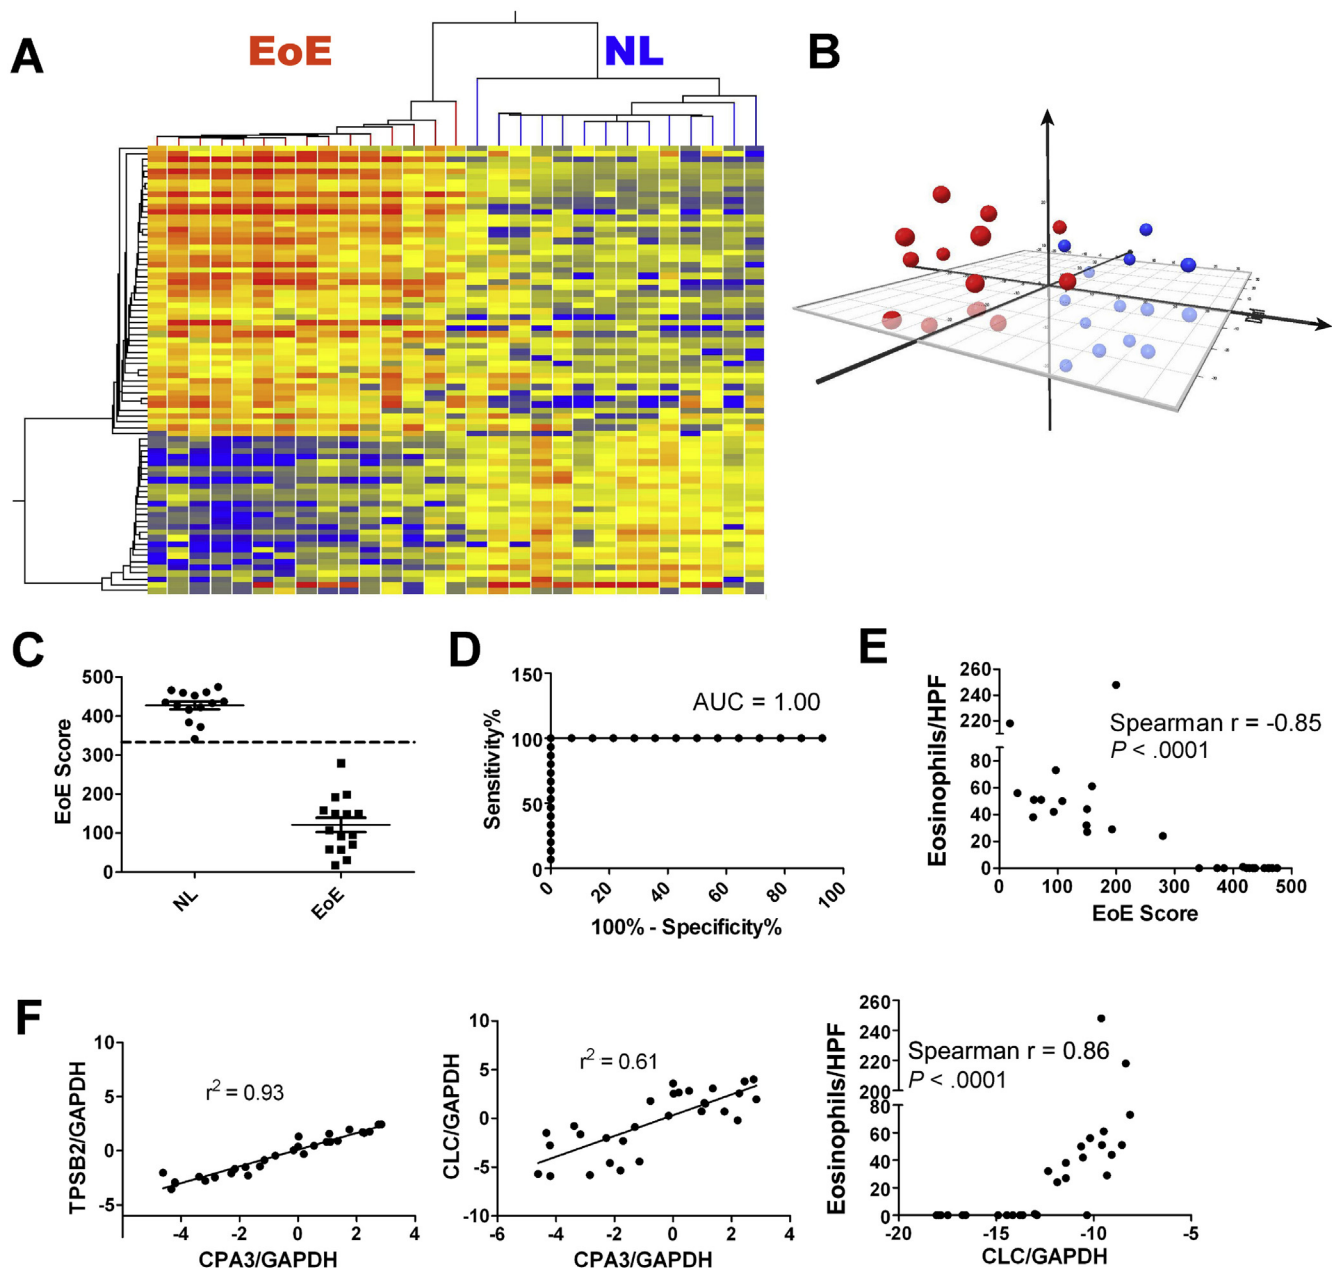 A
EoE
NL
B
C
500
400
300
200
100
0
EoE Score
NL
EoE
D
150
100
50
0
Sensitivity%
AUC = 1.00
0
20
40
60
80
100
100% - Specificity%
E
260
240
220
80
60
40
20
0
Eosinophils/HPF
Spearman r = -0.85
P < .0001
0
100
200
300
400
500
EoE Score
F
10
5
0
-5
TPSB2/GAPDH
r2 = 0.93
-4
-2
0
2
4
CPA3/GAPDH
10
5
0
-5
-10
CLC/GAPDH
r2 = 0.61
-6
-4
-2
0
2
4
CPA3/GAPDH
260
240
220
200
80
60
40
20
0
Eosinophils/HPF
Spearman r = 0.86
P < .0001
-20
-15
-10
-5
CLC/GAPDH